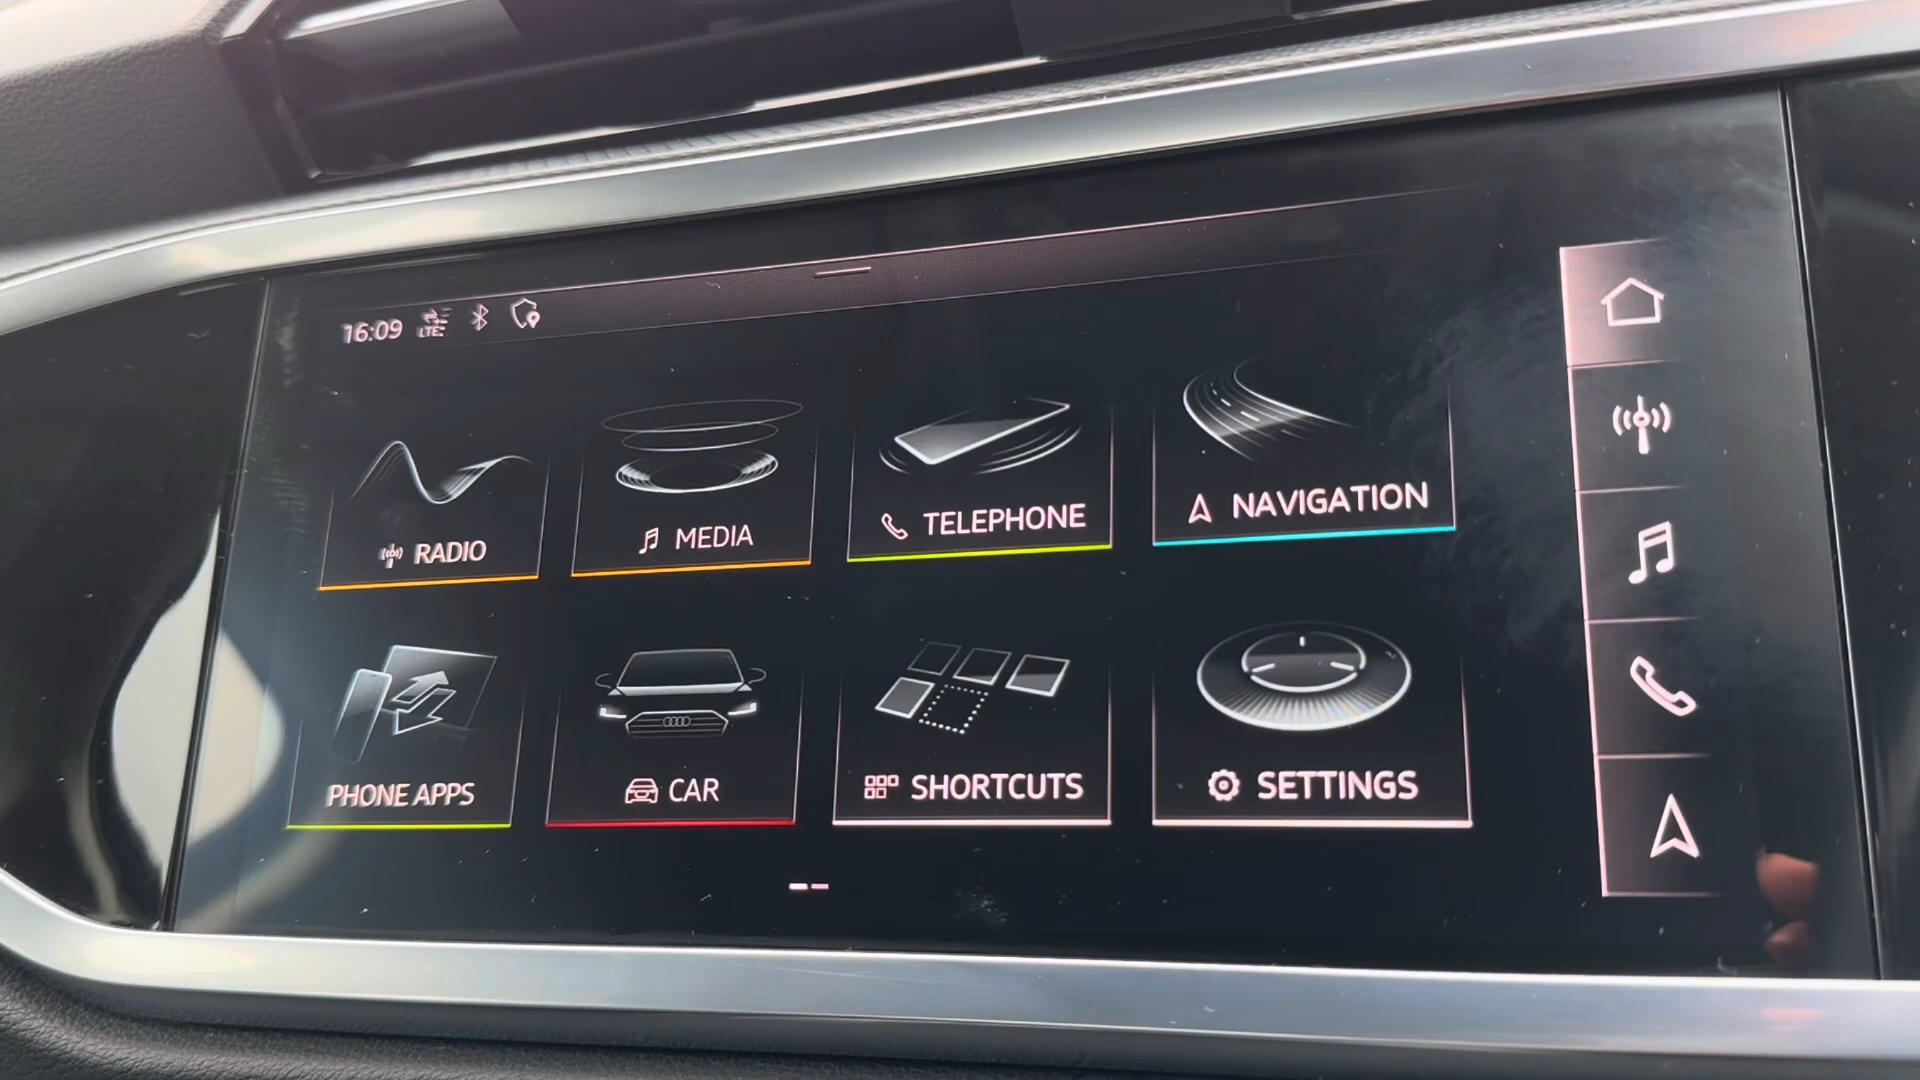 16:09 LTE
RADIO
MEDIA
TELEPHONE
NAVIGATION
PHONE APPS
CAR
SHORTCUTS
SETTINGS